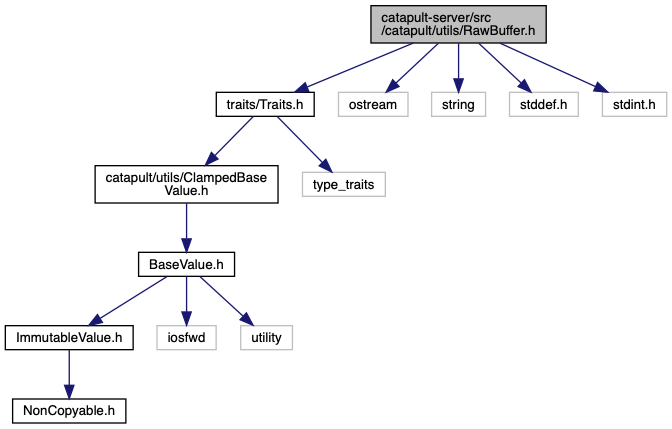 catapult-server/src
/catapult/utils/RawBuffer.h
traits/Traits.h
ostream
string
stddef.h
stdint.h
catapult/utils/ClampedBase
Value.h
type_traits
BaseValue.h
ImmutableValue.h
iosfwd
utility
NonCopyable.h